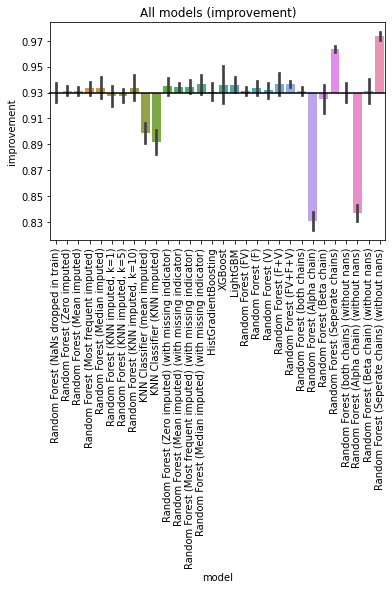 All models (improvement)
improvement
0.97
0.95
0.93
0.91
0.89
0.87
0.85
0.83
Random Forest (NaNs dropped in train)
Random Forest (Zero imputed)
Random Forest (Mean imputed)
Random Forest (Most frequent imputed)
Random Forest (Median imputed)
Random Forest (KNN imputed, k=1)
Random Forest (KNN imputed, k=5)
Random Forest (KNN imputed, k=10)
KNN Classifier (mean imputed)
KNN Classifier (KNN imputed)
Random Forest (Zero imputed) (with missing indicator)
Random Forest (Mean imputed) (with missing indicator)
Random Forest (Most frequent imputed) (with missing indicator)
Random Forest (Median imputed) (with missing indicator)
HistGradientBoosting
XGBoost
LightGBM
Random Forest (FV)
Random Forest (F)
Random Forest (V)
Random Forest (F+V)
Random Forest (FV+F+V)
Random Forest (both chains)
Random Forest (Alpha chain)
Random Forest (Beta chain)
Random Forest (Seperate chains)
Random Forest (both chains) (without nans)
Random Forest (Alpha chain) (without nans)
Random Forest (Beta chain) (without nans)
Random Forest (Seperate chains) (without nans)
model